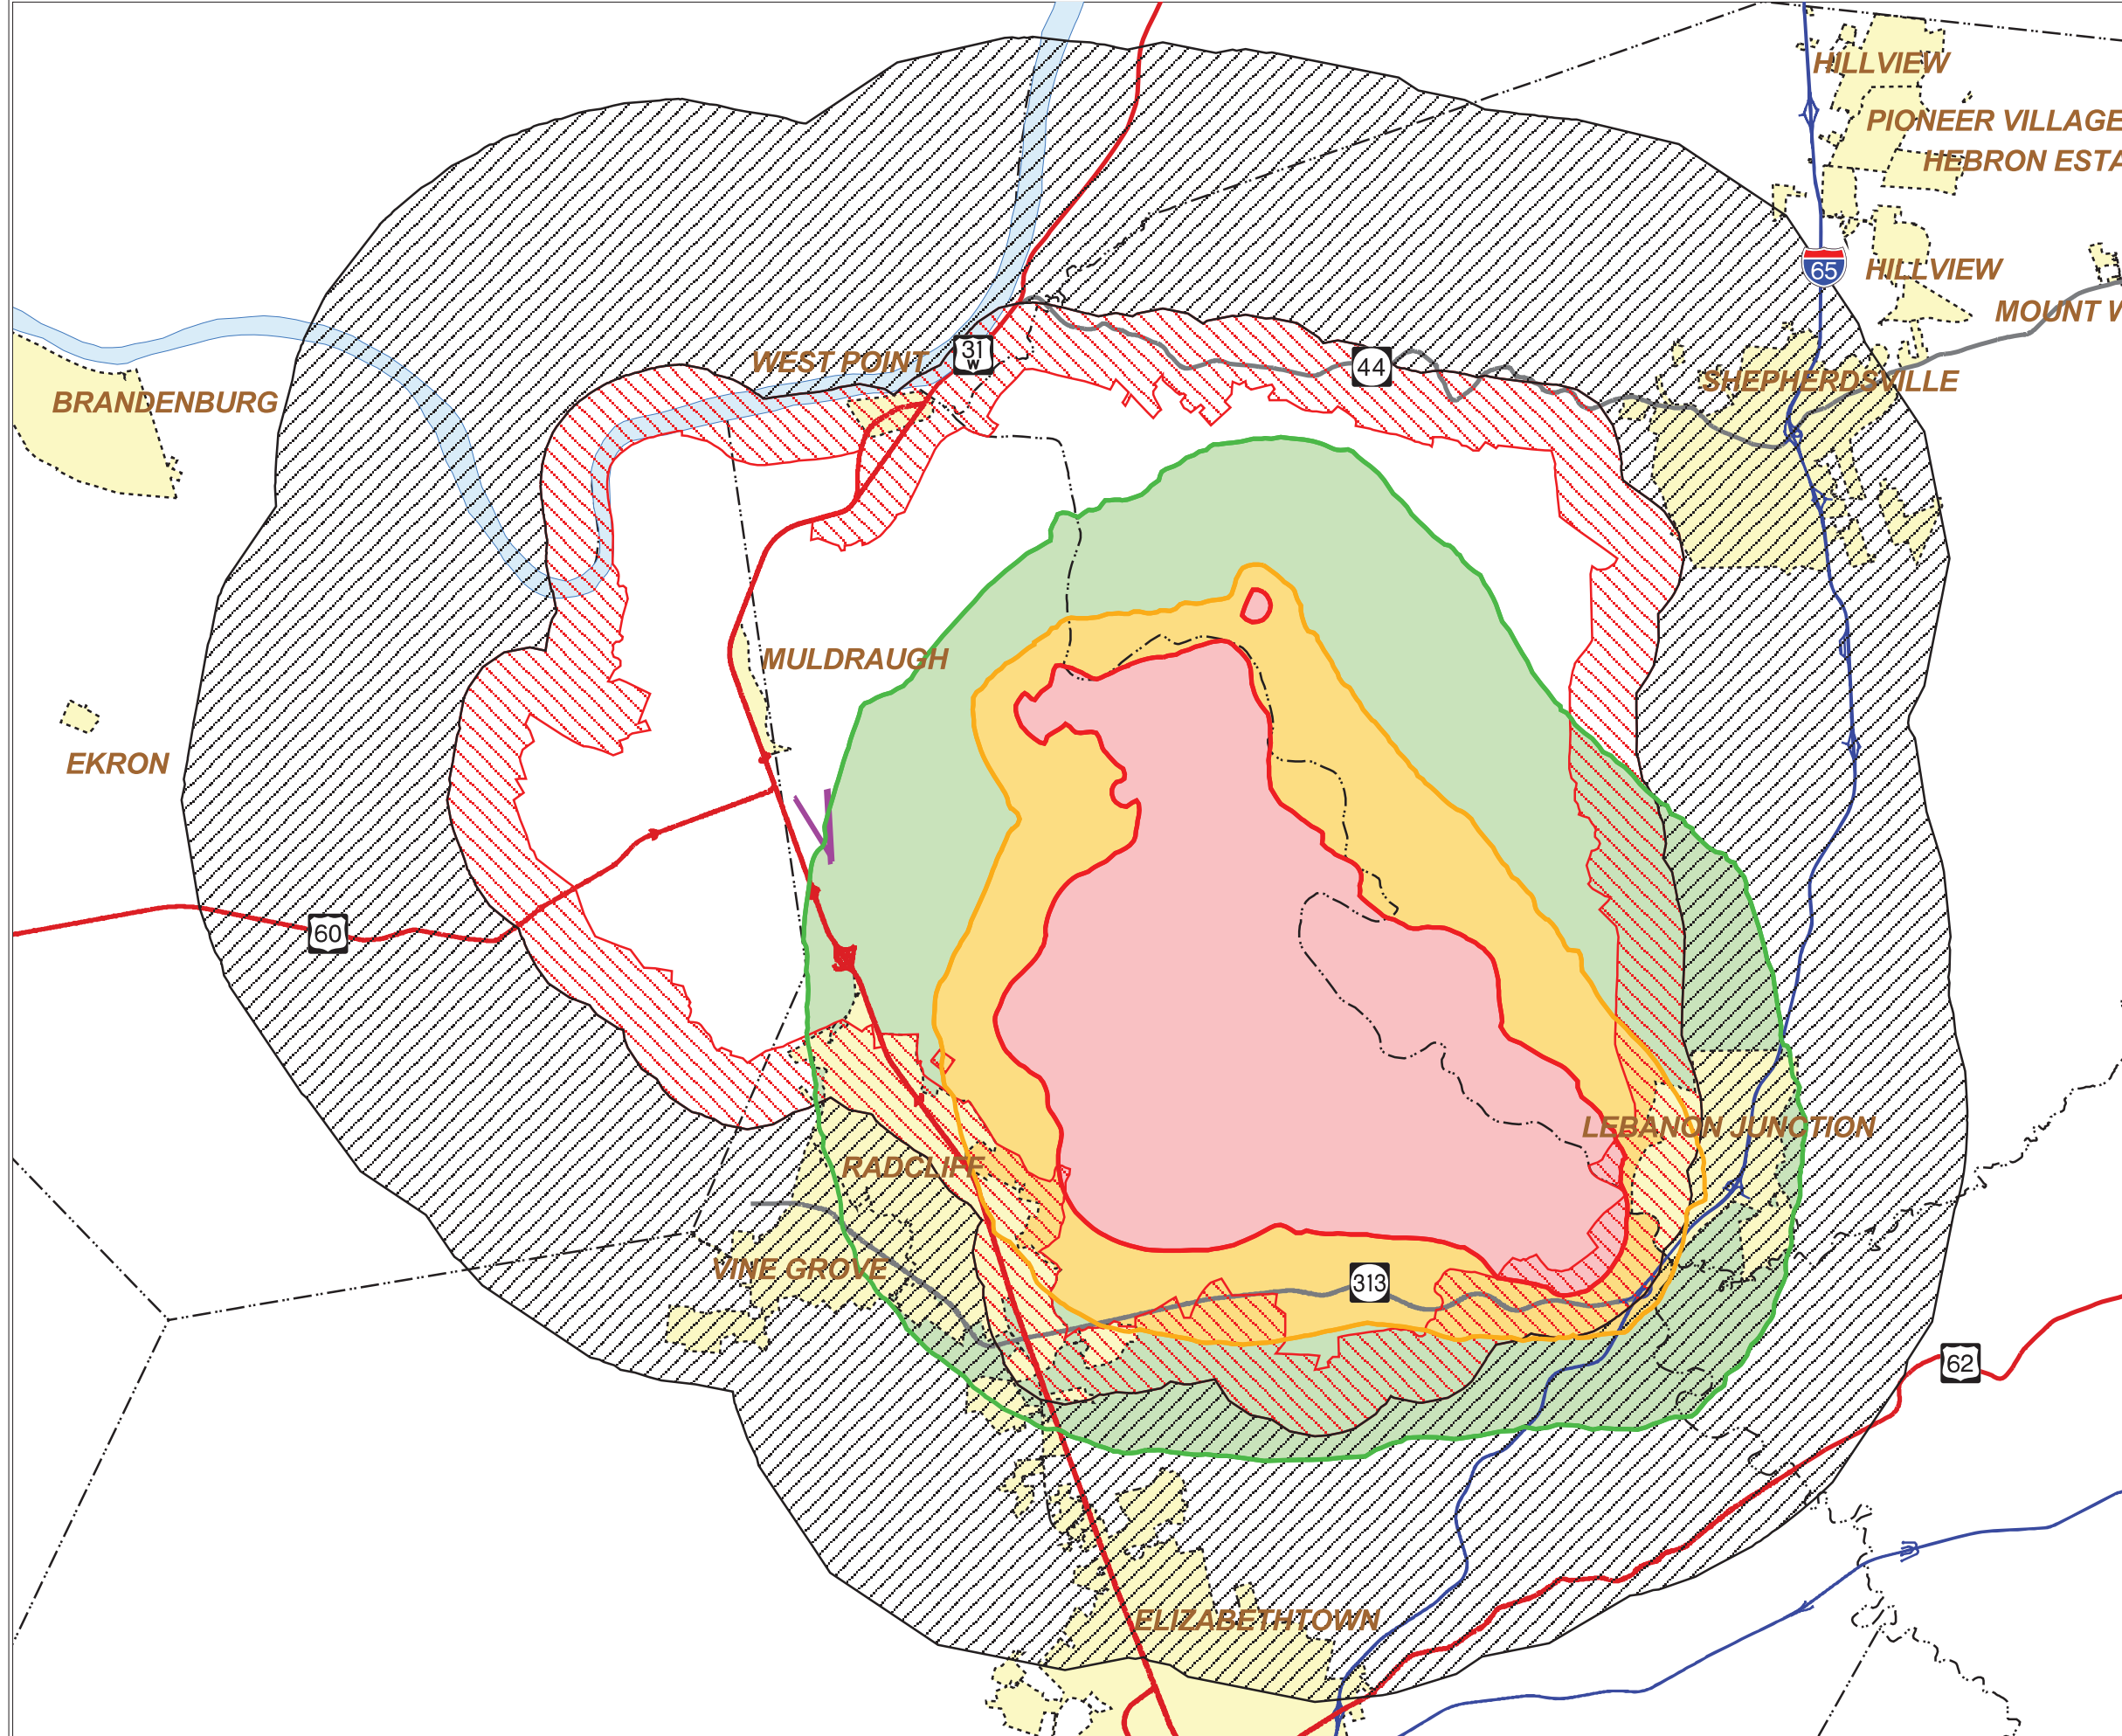 HILLVIEW
PIONEER VILLAGE
HEBRON ESTA
65
HILLVIEW
MOUNT W
WEST POINT
31
W
44
SHEPHERDSVILLE
BRANDENBURG
MULDRAUGH
EKRON
60
LEBANON JUNCTION
RADCLIFF
VINE GROVE
313
62
ELIZABETHTOWN